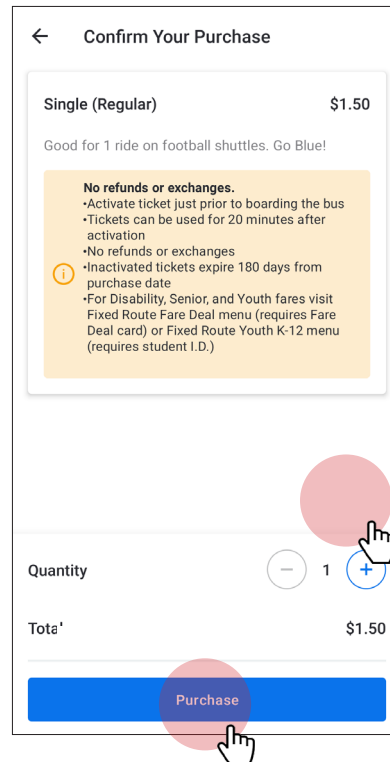 Confirm Your Purchase
Single (Regular) $1.50
Good for 1 ride on football shuttles. Go Blue!
No refunds or exchanges.
•Activate ticket just prior to boarding the bus
•Tickets can be used for 20 minutes after
activation
•No refunds or exchanges
•Inactivated tickets expire 180 days from
purchase date
•For Disability, Senior, and Youth fares visit
Fixed Route Fare Deal menu (requires Fare
Deal card) or Fixed Route Youth K-12 menu
(requires student I.D.)
Quantity − 1 +
Total $1.50
Purchase